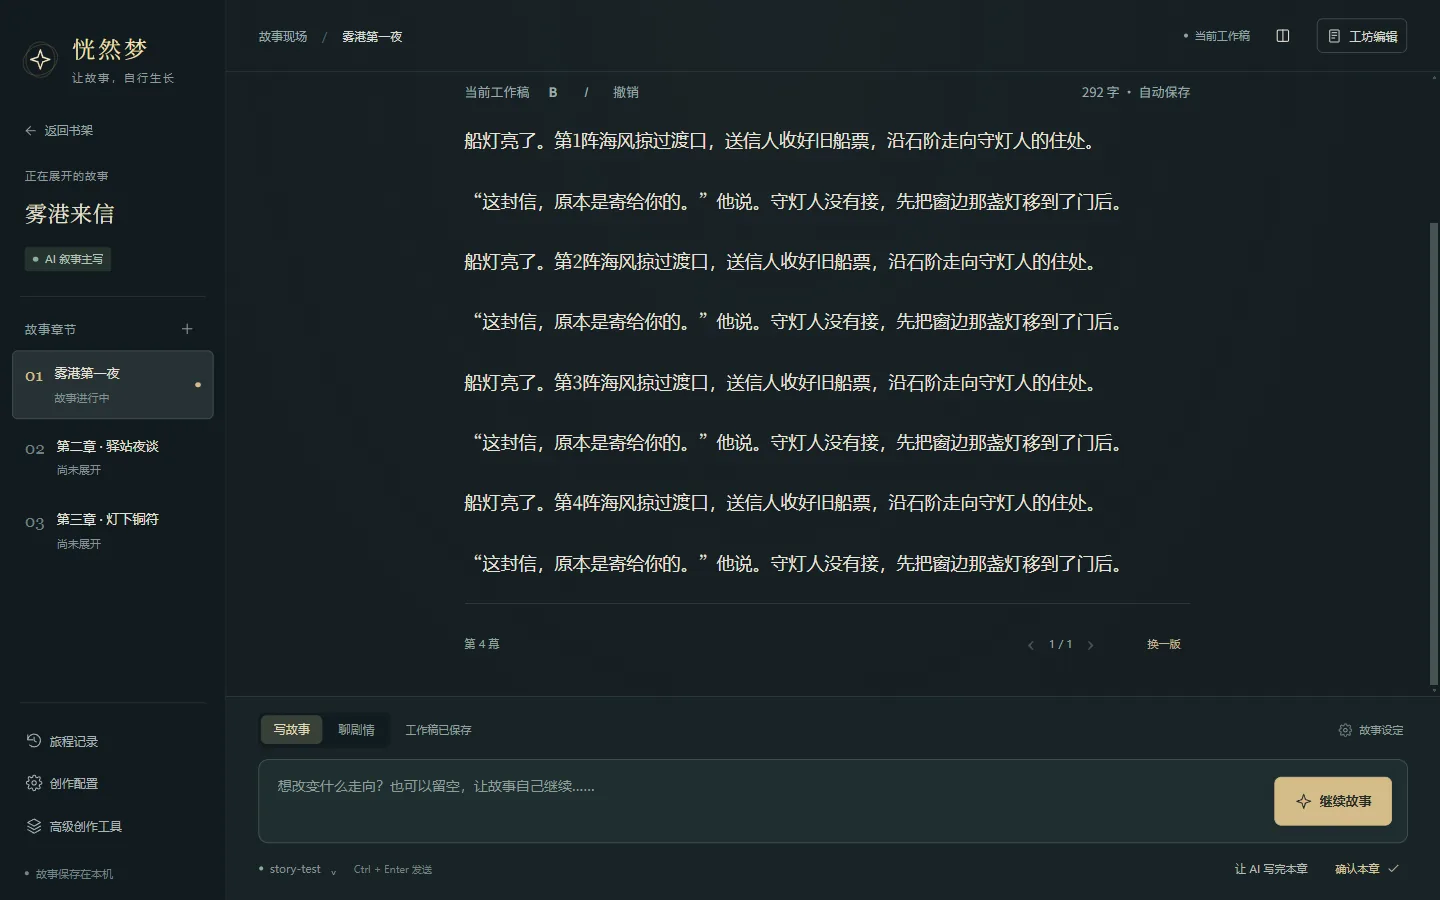 恍然梦
让故事，自行生长
返回书架
正在展开的故事
雾港来信
AI 叙事主写
故事章节
01 雾港第一夜
故事进行中
02 第二章 · 驿站夜谈
尚未展开
03 第三章 · 灯下铜符
尚未展开
旅程记录
创作配置
高级创作工具
故事保存在本机
故事现场 / 雾港第一夜
当前工作稿
工坊编辑
当前工作稿 B I 撤销
292 字 · 自动保存
船灯亮了。第1阵海风掠过渡口，送信人收好旧船票，沿石阶走向守灯人的住处。
“这封信，原本是寄给你的。”他说。守灯人没有接，先把窗边那盏灯移到了门后。
船灯亮了。第2阵海风掠过渡口，送信人收好旧船票，沿石阶走向守灯人的住处。
“这封信，原本是寄给你的。”他说。守灯人没有接，先把窗边那盏灯移到了门后。
船灯亮了。第3阵海风掠过渡口，送信人收好旧船票，沿石阶走向守灯人的住处。
“这封信，原本是寄给你的。”他说。守灯人没有接，先把窗边那盏灯移到了门后。
船灯亮了。第4阵海风掠过渡口，送信人收好旧船票，沿石阶走向守灯人的住处。
“这封信，原本是寄给你的。”他说。守灯人没有接，先把窗边那盏灯移到了门后。
第 4 幕
1 / 1
换一版
写故事 聊剧情 工作稿已保存
故事设定
想改变什么走向？也可以留空，让故事自己继续……
继续故事
story-test
Ctrl + Enter 发送
让 AI 写完本章
确认本章